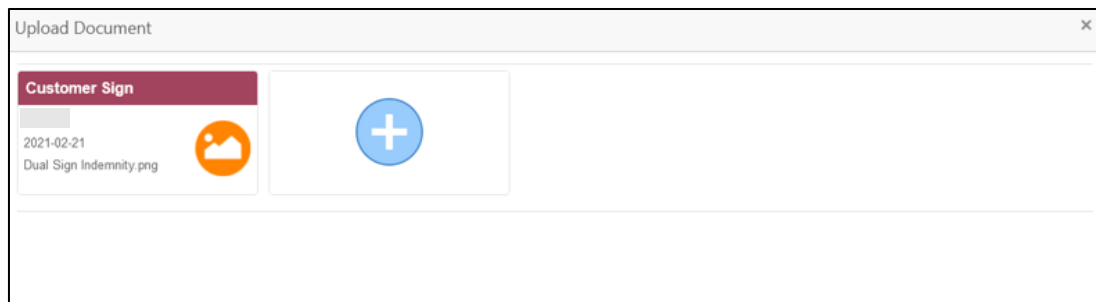 Upload Document
×
Customer Sign
2021-02-21
Dual Sign Indemnity.png